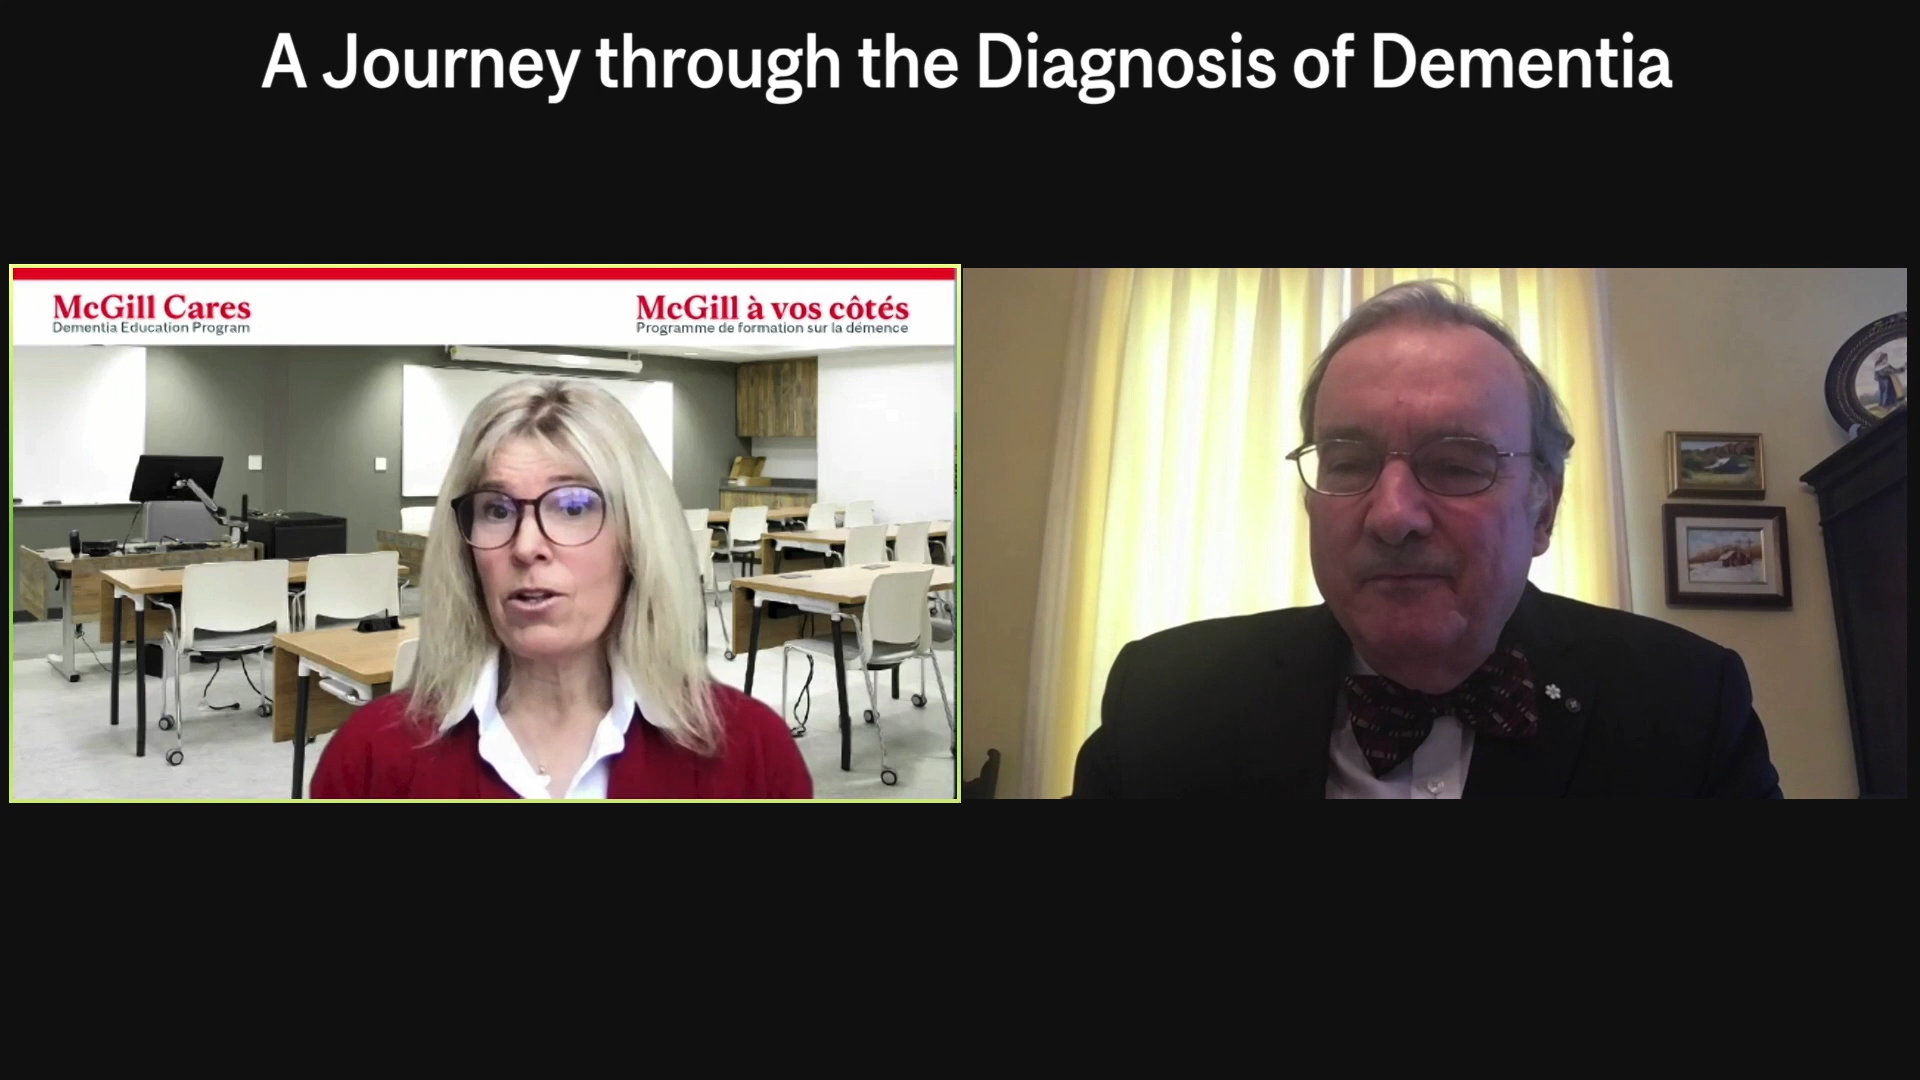 A Journey through the Diagnosis of Dementia
McGill Cares
Dementia Education Program
McGill à vos côtés
Programme de formation sur la démence